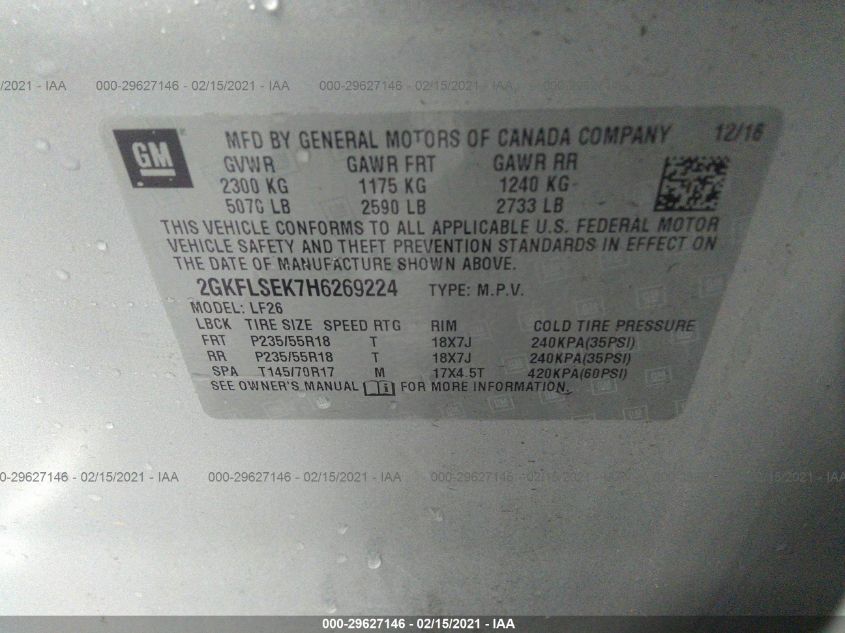 /2021 - IAA 000-29627146 - 02/15/2021 - IAA 000-29627146 - 02/15/2021 - IAA
GM MFD BY GENERAL MOTORS OF CANADA COMPANY 12/16
GVWR GAWR FRT GAWR RR
2300 KG 1175 KG 1240 KG
5070 LB 2590 LB 2733 LB
THIS VEHICLE CONFORMS TO ALL APPLICABLE U.S. FEDERAL MOTOR
VEHICLE SAFETY AND THEFT PREVENTION STANDARDS IN EFFECT ON
THE DATE OF MANUFACTURE SHOWN ABOVE.
2GKFLSEK7H6269224 TYPE: M.P.V.
MODEL: LF26
LBCK TIRE SIZE SPEED RTG RIM COLD TIRE PRESSURE
FRT P235/55R18 T 18X7J 240KPA(35PSI)
RR P235/55R18 T 18X7J 240KPA(35PSI)
SPA T145/70R17 M 17X4.5T 420KPA(60PSI)
SEE OWNER'S MANUAL FOR MORE INFORMATION.
0-29627146 - 02/15/2021 - IAA 000-29627146 - 02/15/2021 - IAA 000-29627146 - 02/15/2021 - IAA
000-29627146 - 02/15/2021 - IAA